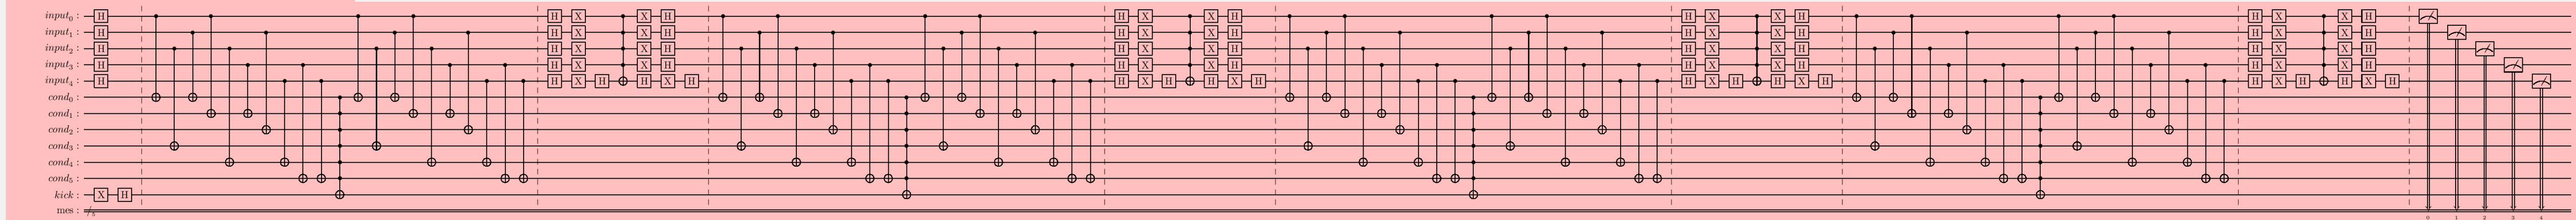 input₀ : H H X X H H X X H H X X H H X X H
input₁ : H H X X H H X X H H X X H H X X H
input₂ : H H X X H H X X H H X X H H X X H
input₃ : H H X X H H X X H H X X H H X X H
input₄ : H H X H H X H H X H H X H H X H H X H H X H H X H
cond₀ :
cond₁ :
cond₂ :
cond₃ :
cond₄ :
cond₅ :
kick : X H
mes : /5
0 1 2 3 4